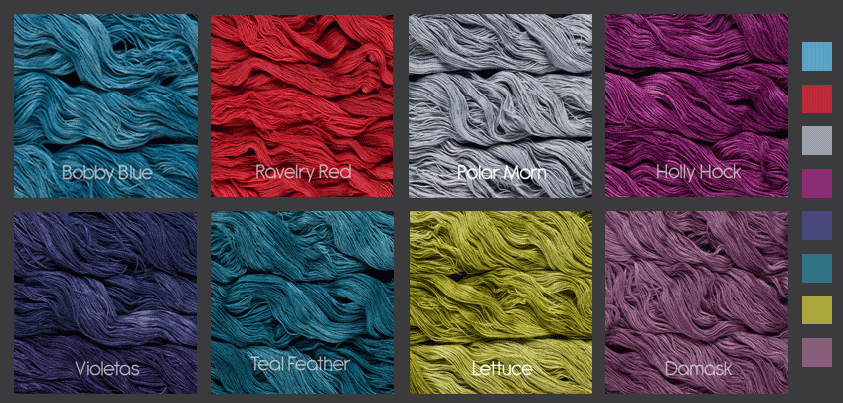 Bobby Blue
Ravelry Red
Polar Morn
Holly Hock
Violetas
Teal Feather
Lettuce
Damask